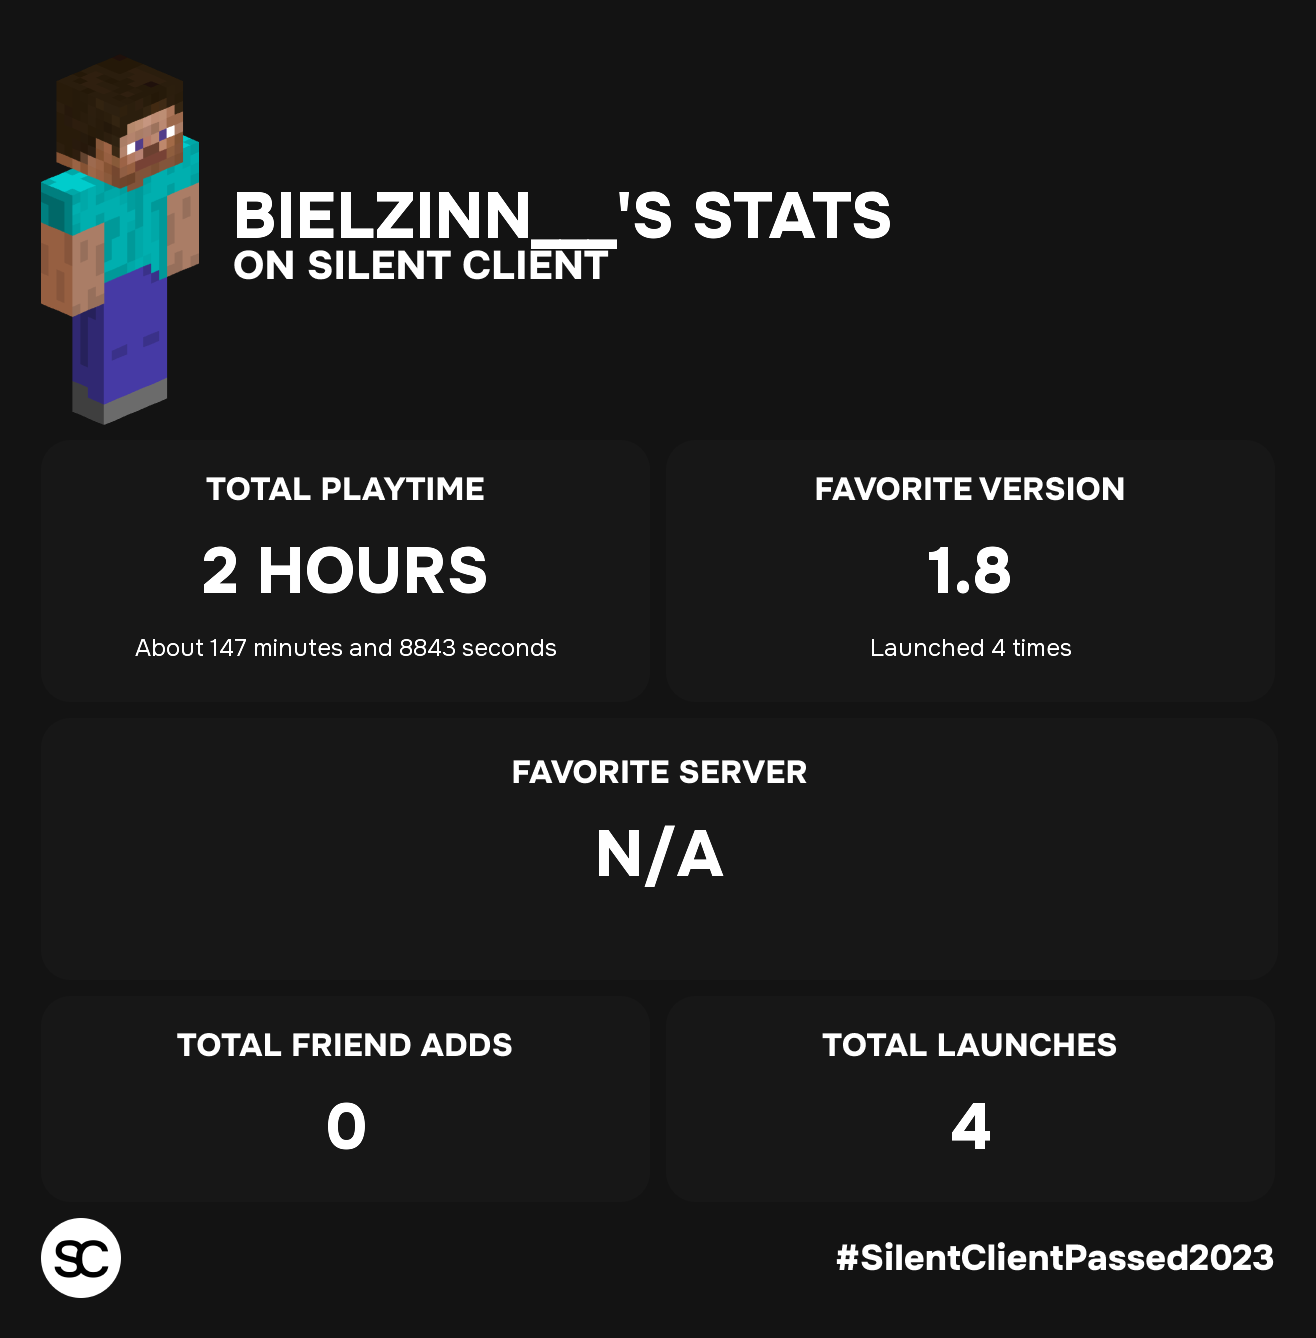 BIELZINN___'S STATS
ON SILENT CLIENT
TOTAL PLAYTIME
2 HOURS
About 147 minutes and 8843 seconds
FAVORITE VERSION
1.8
Launched 4 times
FAVORITE SERVER
N/A
TOTAL FRIEND ADDS
0
TOTAL LAUNCHES
4
SC
#SilentClientPassed2023